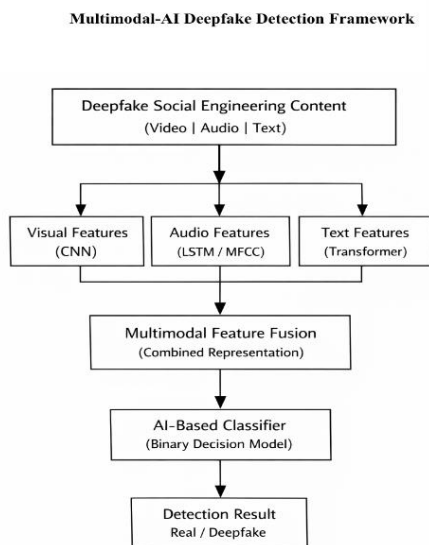 Multimodal-AI Deepfake Detection Framework
Deepfake Social Engineering Content
(Video | Audio | Text)
Visual Features
(CNN)
Audio Features
(LSTM / MFCC)
Text Features
(Transformer)
Multimodal Feature Fusion
(Combined Representation)
AI-Based Classifier
(Binary Decision Model)
Detection Result
Real / Deepfake